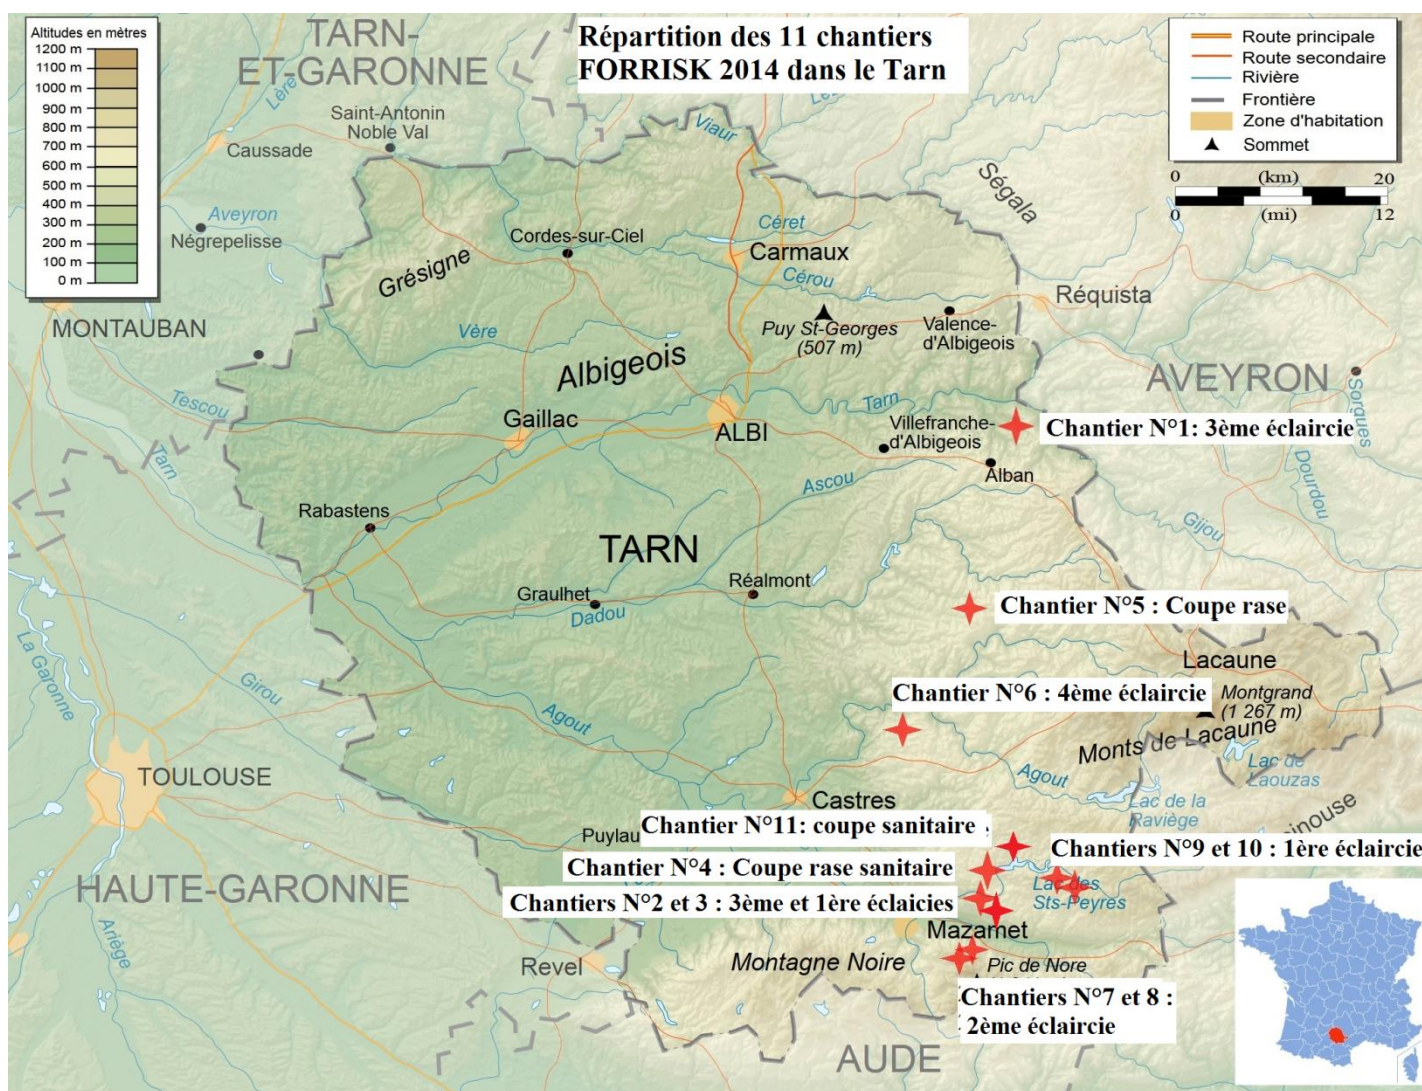 Altitudes en mètres
1200 m
1000 m
900 m
800 m
700 m
600 m
500 m
400 m
300 m
200 m
100 m
0 m
TARN-
ET-GARONNE
Répartition des 11 chantiers
FORRISK 2014 dans le Tarn
Route principale
Route secondaire
Rivière
Frontière
Zone d'habitation
Sommet
(km)
0
20
0
(mi)
12
Lère
Saint-Antonin
Noble Val
Caussade
Viaur
Ségala
Aveyron
Négrepelisse
Cordes-sur-Ciel
Céret
Carmaux
Cérou
Grésigne
Réquista
MONTAUBAN
Vère
Puy St-Georges
(507 m)
Valence-
d'Albigeois
Albigeois
AVEYRON
Tescou
Tarn
Sorgues
Gaillac
ALBI
Villefranche-
d'Albigeois
Chantier N°1: 3ème éclaircie
Tarn
Alban
Ascou
Dourdou
Rabastens
Gijou
TARN
Réalmont
Graulhet
Dadou
Chantier N°5 : Coupe rase
La Garonne
Girou
Lacaune
Chantier N°6 : 4ème éclaircie
Montgrand
(1 267 m)
Agout
Monts de Lacaune
TOULOUSE
Agout
Lac de
Laouzas
Castres
Lac de la
Raviège
inouse
Puylau
Chantier N°11: coupe sanitaire
Chantiers N°9 et 10 : 1ère éclaircie
Chantier N°4 : Coupe rase sanitaire
HAUTE-GARONNE
Lac des
Sts-Peyres
Chantiers N°2 et 3 : 3ème et 1ère éclaicies
Mazamet
Ariège
Revel
Montagne Noire
Pic de Nore
Chantiers N°7 et 8 :
2ème éclaircie
AUDE